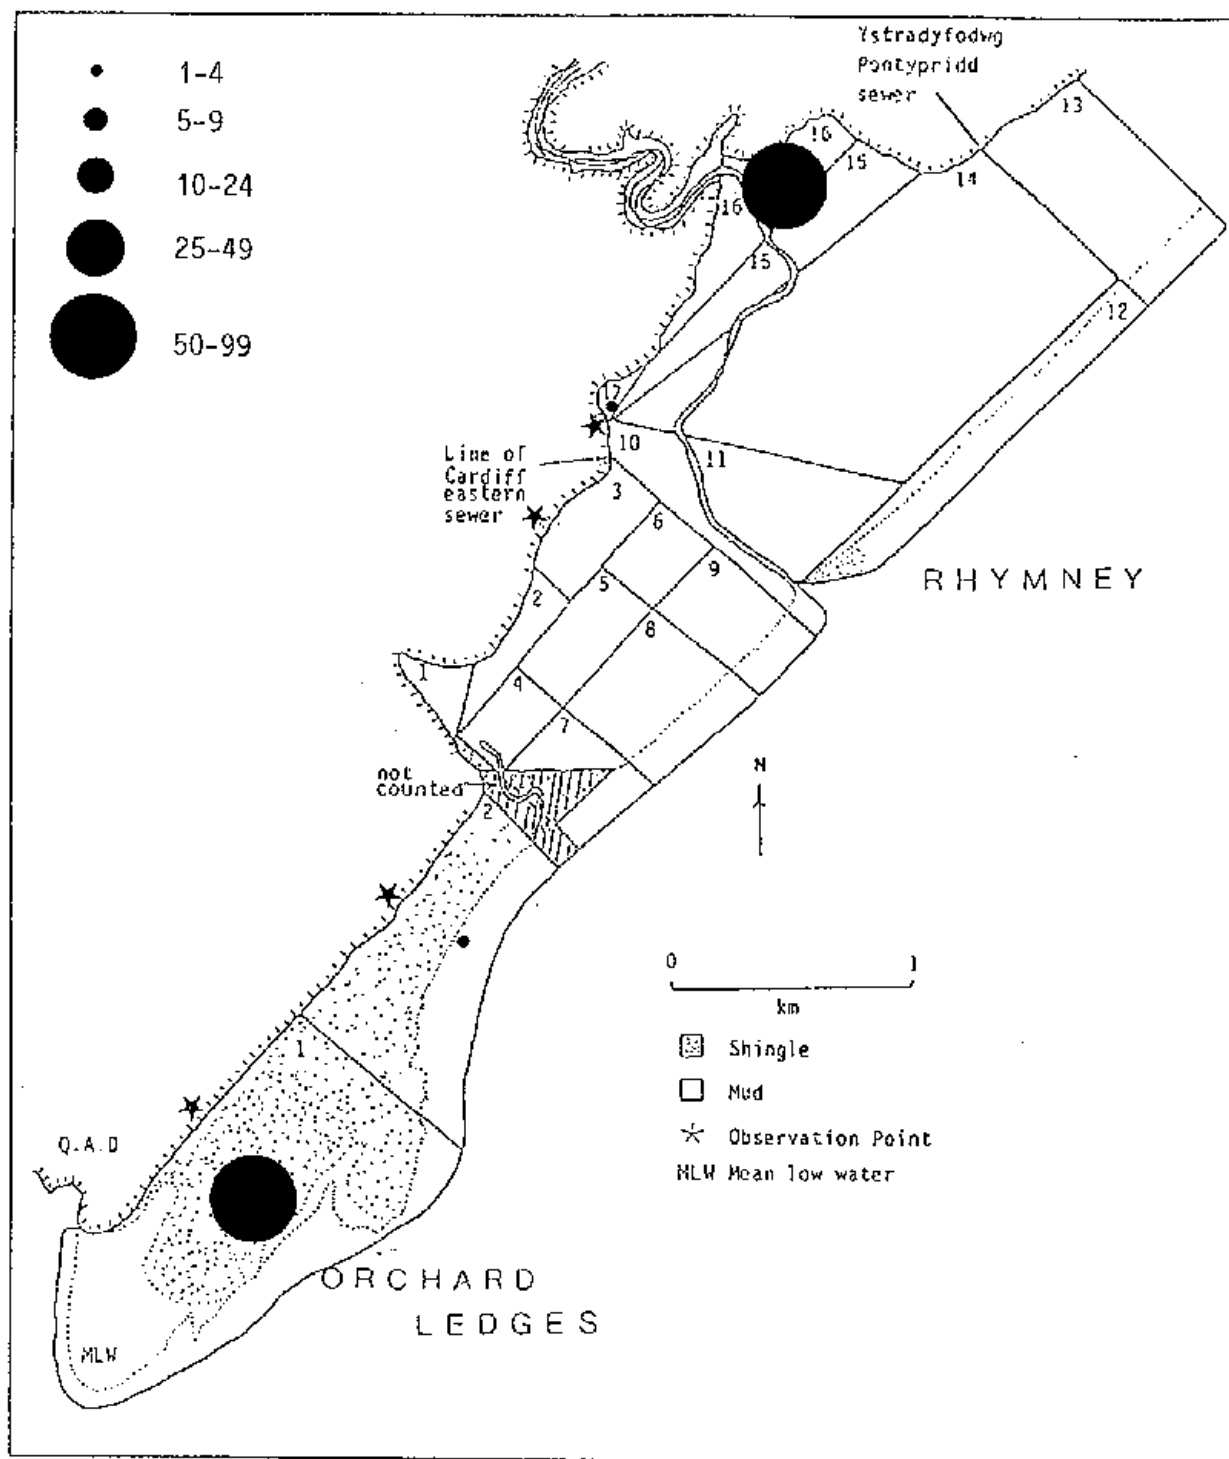 1-4
5-9
10-24
25-49
50-99
Ystradyfodwg
Pontypridd
sewer
13
16
15
14
16
15
12
17
10
Line of
Cardiff
eastern
sewer
11
3
6
9
5
2
8
RHYMNEY
1
4
7
not
counted
2
N
0 1
km
Shingle
Mud
Observation Point
MLW Mean low water
1
Q.A.D
ORCHARD
LEDGES
MLW